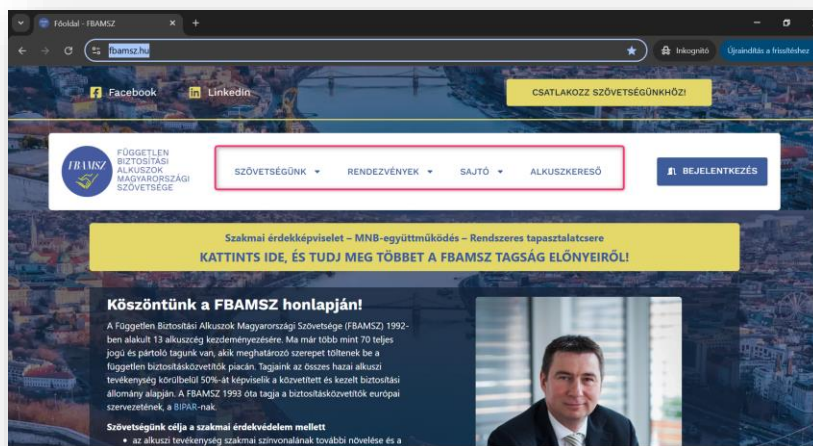 Főoldal - FBAMSZ
fbamsz.hu
Inkognitó
Újraindítás a frissítéshez
Facebook
Linkedin
CSATLAKOZZ SZÖVETSÉGÜNKHÖZ!
FBAMSZ
FÜGGETLEN
BIZTOSÍTÁSI
ALKUSZOK
MAGYARORSZÁGI
SZÖVETSÉGE
SZÖVETSÉGÜNK
RENDEZVÉNYEK
SAJTÓ
ALKUSZKERESŐ
BEJELENTKEZÉS
Szakmai érdekképviselet – MNB-együttműködés – Rendszeres tapasztalatcsere
KATTINTS IDE, ÉS TUDJ MEG TÖBBET A FBAMSZ TAGSÁG ELŐNYEIRŐL!
Köszöntünk a FBAMSZ honlapján!
A Független Biztosítási Alkuszok Magyarországi Szövetsége (FBAMSZ) 1992-
ben alakult 13 alkuszcég kezdeményezésére. Ma már több mint 70 teljes
jogú és pártoló tagunk van, akik meghatározó szerepet töltenek be a
független biztosításközvetítők piacán. Tagjaink az összes hazai alkuszi
tevékenység körülbelül 50%-át képviselik a közvetített és kezelt biztosítási
állomány alapján. A FBAMSZ 1993 óta tagja a biztosításközvetítők európai
szervezetének, a BIPAR-nak.
Szövetségünk célja a szakmai érdekvédelem mellett
• az alkuszi tevékenység szakmai színvonalának további növelése és a